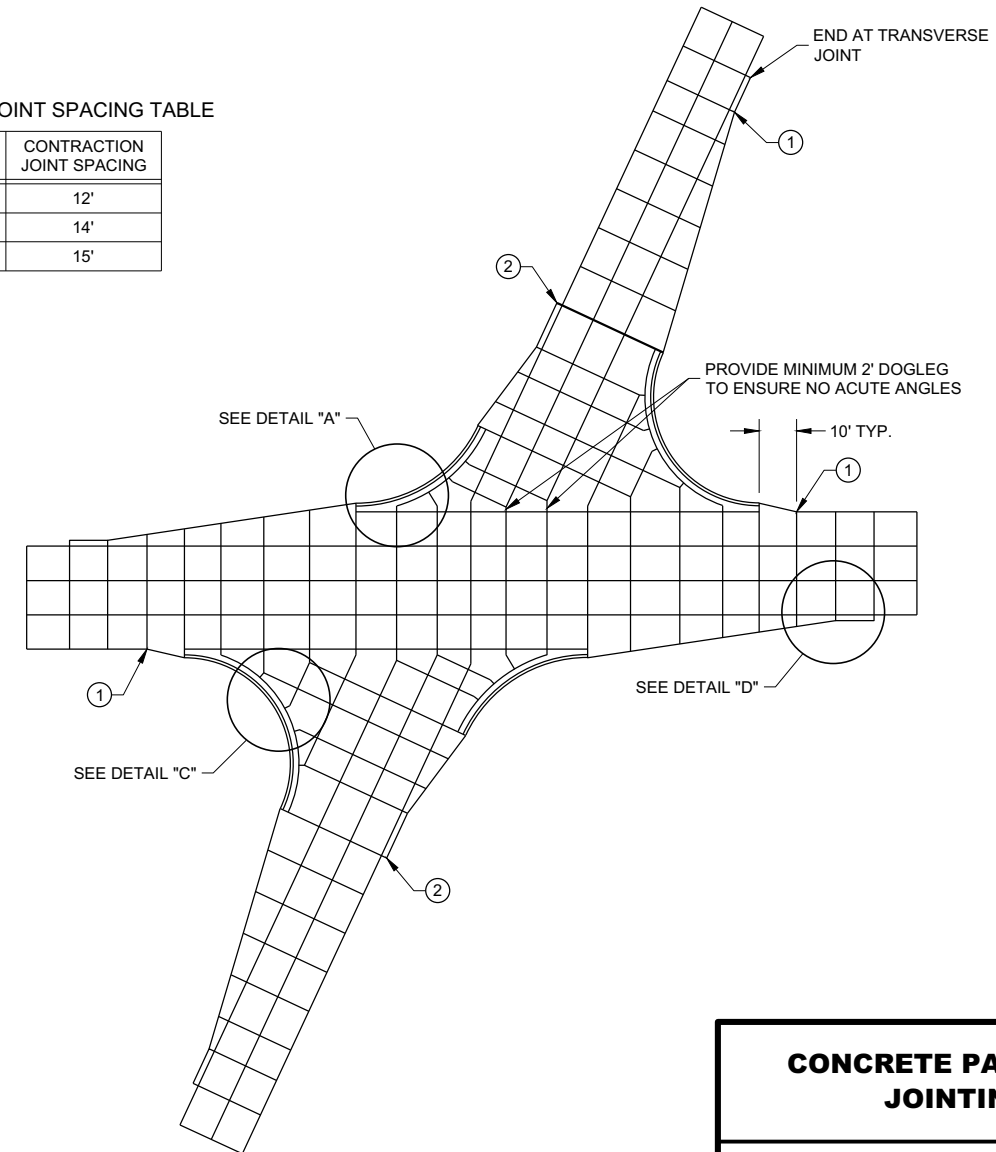 END AT TRANSVERSE
JOINT
JOINT SPACING TABLE
CONTRACTION
JOINT SPACING
12'
14'
15'
1
2
PROVIDE MINIMUM 2' DOGLEG
TO ENSURE NO ACUTE ANGLES
SEE DETAIL "A"
10' TYP.
1
SEE DETAIL "D"
1
SEE DETAIL "C"
2
CONCRETE PA
JOINTIN